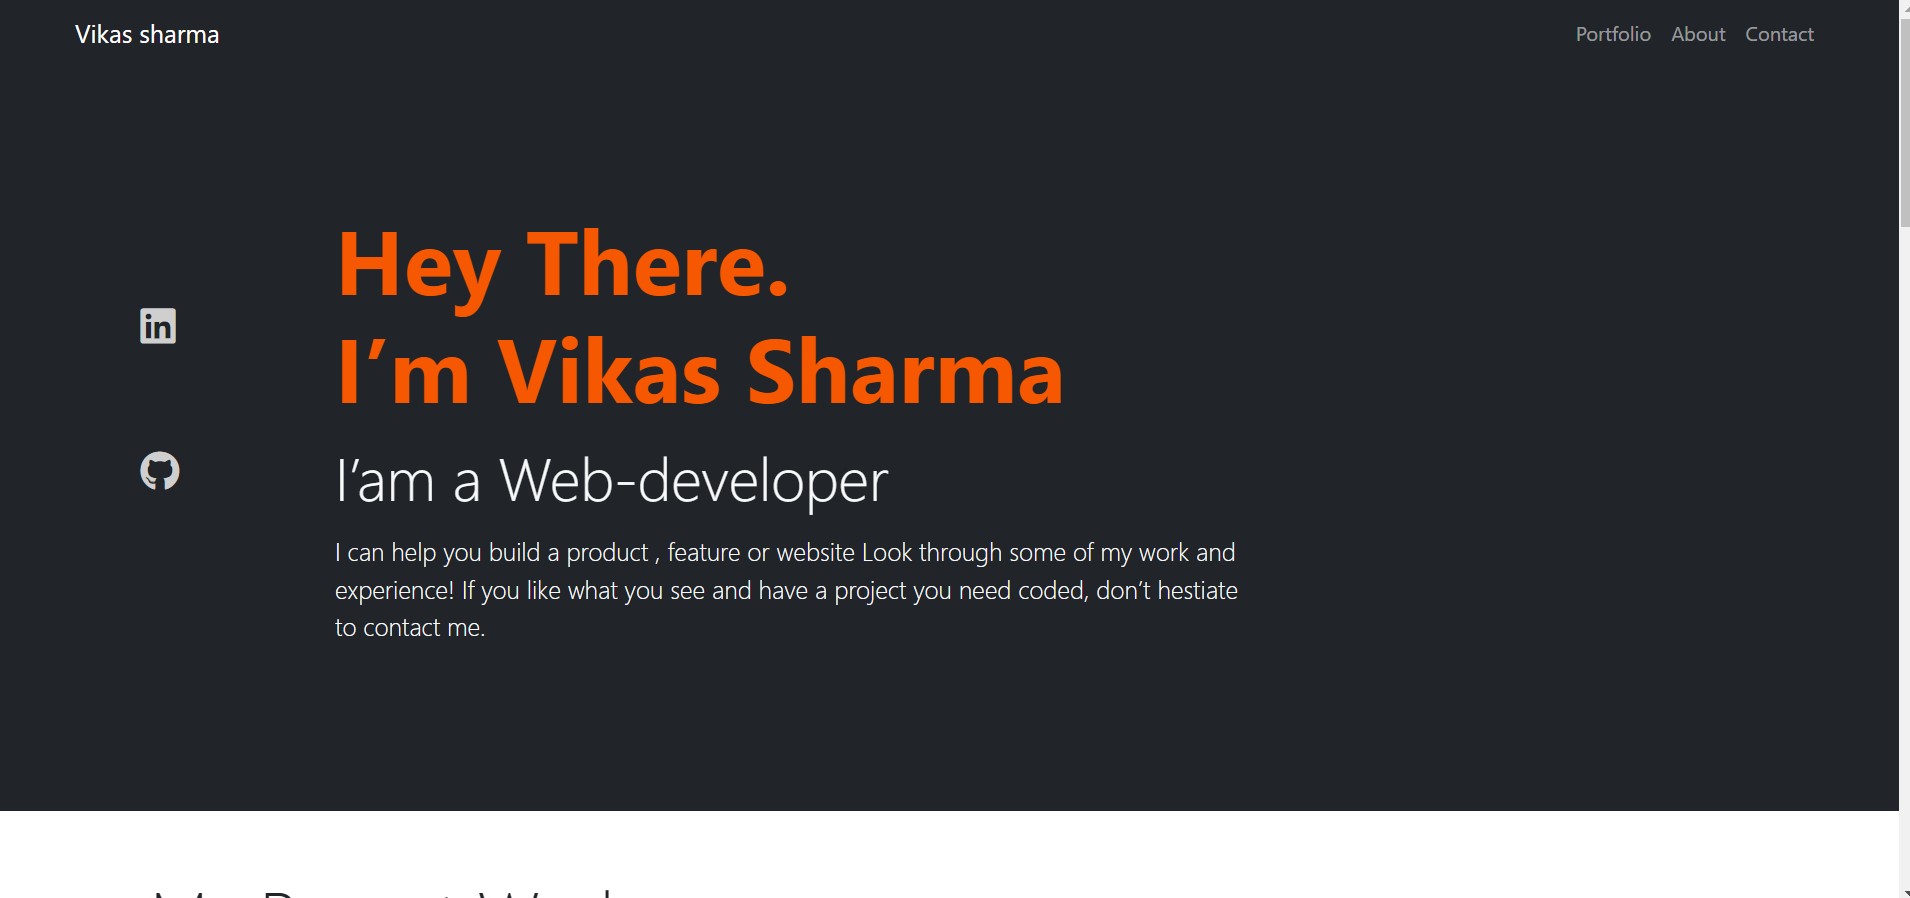 Vikas sharma
Portfolio About Contact
Hey There.
I’m Vikas Sharma
in
I’am a Web-developer
I can help you build a product , feature or website Look through some of my work and
experience! If you like what you see and have a project you need coded, don’t hestiate
to contact me.